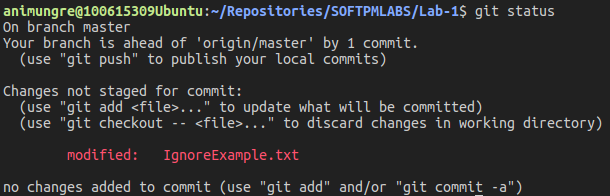 animungre@100615309Ubuntu:~/Repositories/SOFTPMLABS/Lab-1$ git status
On branch master
Your branch is ahead of 'origin/master' by 1 commit.
  (use "git push" to publish your local commits)

Changes not staged for commit:
  (use "git add <file>..." to update what will be committed)
  (use "git checkout -- <file>..." to discard changes in working directory)

        modified:   IgnoreExample.txt

no changes added to commit (use "git add" and/or "git commit -a")